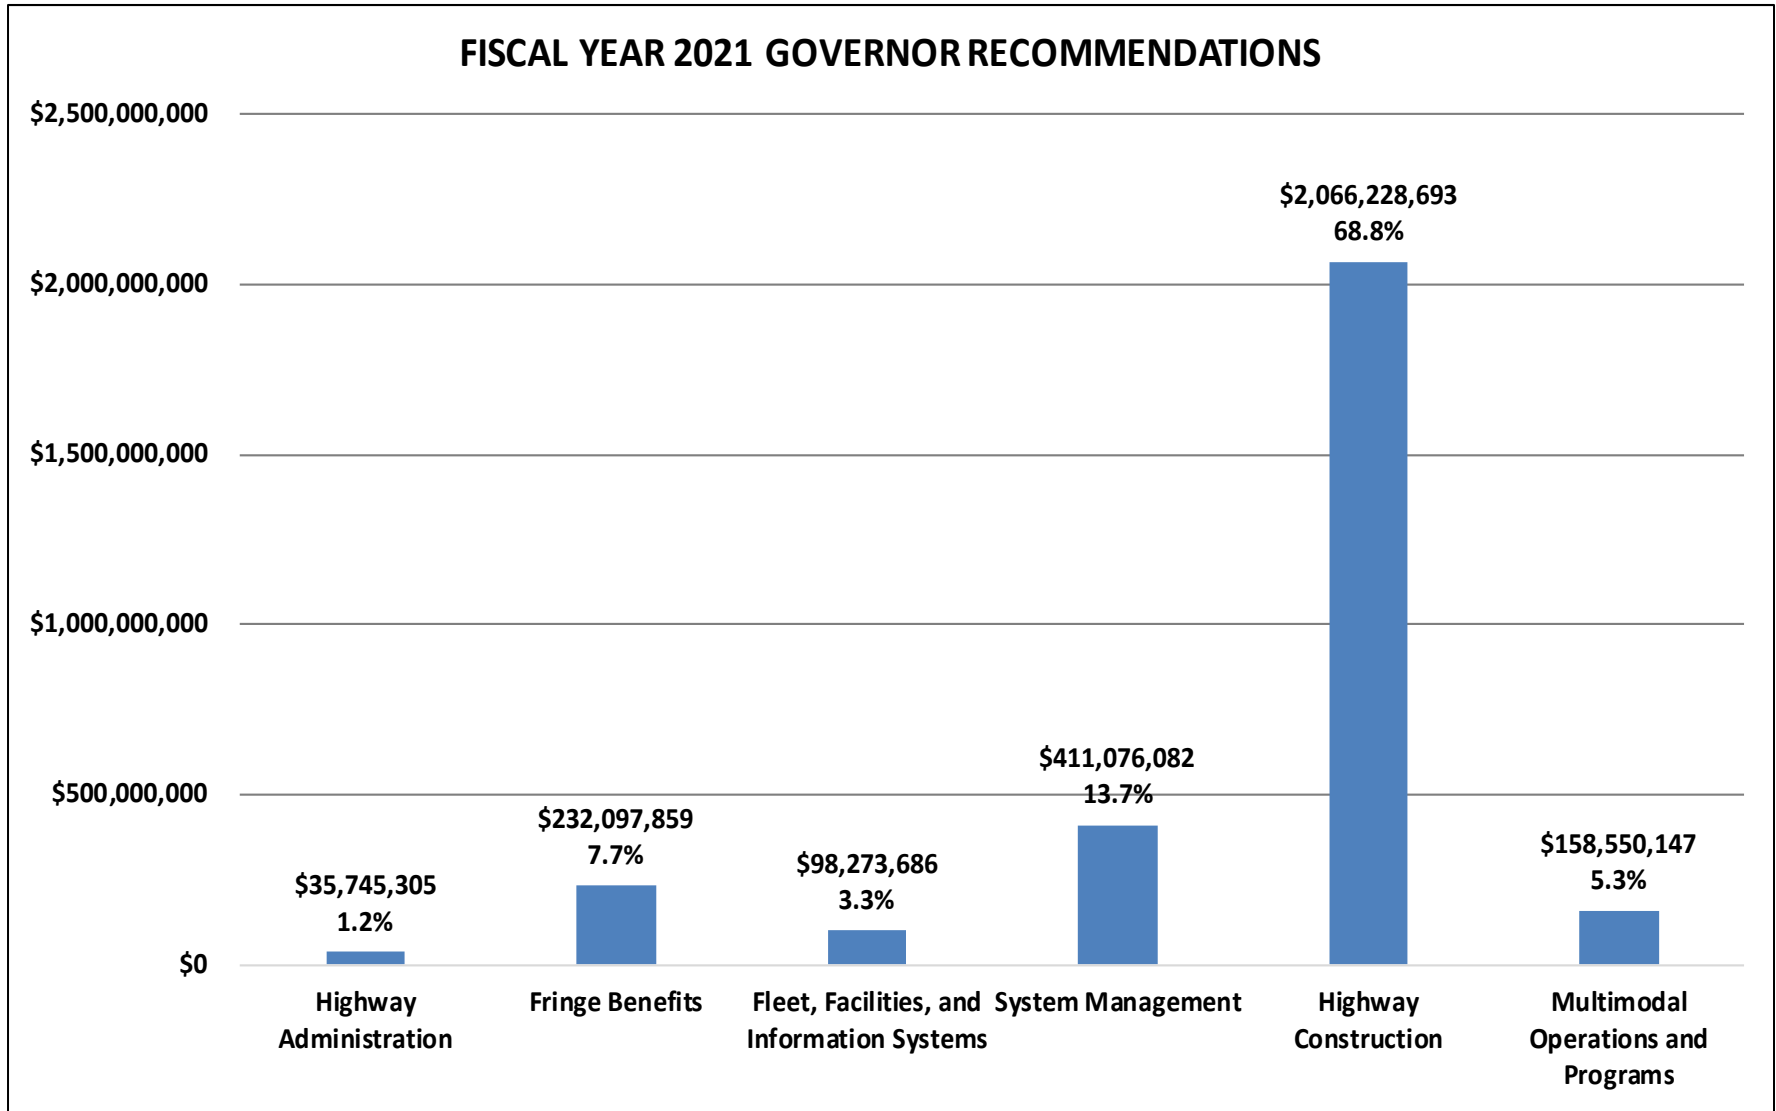 FISCAL YEAR 2021 GOVERNOR RECOMMENDATIONS
$2,500,000,000
$2,000,000,000
$1,500,000,000
$1,000,000,000
$500,000,000
$0
$35,745,305
1.2%
$232,097,859
7.7%
$98,273,686
3.3%
$411,076,082
13.7%
$2,066,228,693
68.8%
$158,550,147
5.3%
Highway
Administration
Fringe Benefits
Fleet, Facilities, and
Information Systems
System Management
Highway
Construction
Multimodal
Operations and
Programs